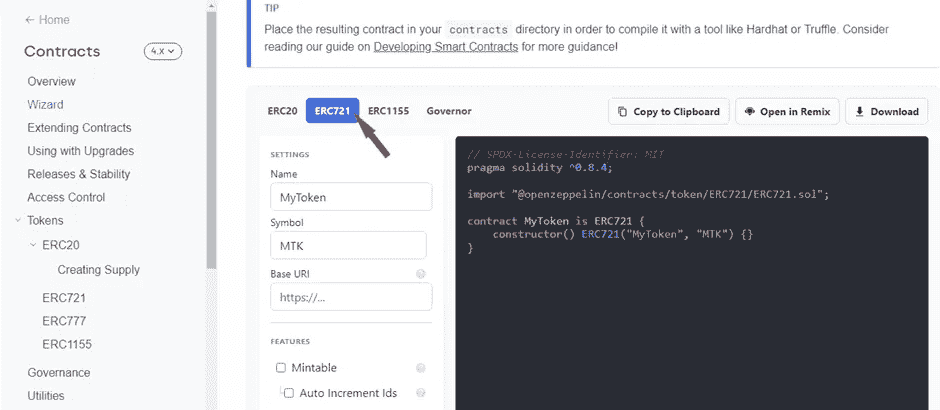 ← Home
Contracts
4.x
Overview
Wizard
Extending Contracts
Using with Upgrades
Releases & Stability
Access Control
Tokens
ERC20
Creating Supply
ERC721
ERC777
ERC1155
Governance
Utilities
TIP
Place the resulting contract in your contracts directory in order to compile it with a tool like Hardhat or Truffle. Consider
reading our guide on Developing Smart Contracts for more guidance!
ERC20 ERC721 ERC1155 Governor
Copy to Clipboard Open in Remix Download
SETTINGS
Name
MyToken
Symbol
MTK
Base URI
https://...
FEATURES
Mintable
Auto Increment Ids
// SPDX-License-Identifier: MIT
pragma solidity ^0.8.4;
import "@openzeppelin/contracts/token/ERC721/ERC721.sol";
contract MyToken is ERC721 {
constructor() ERC721("MyToken", "MTK") {}
}